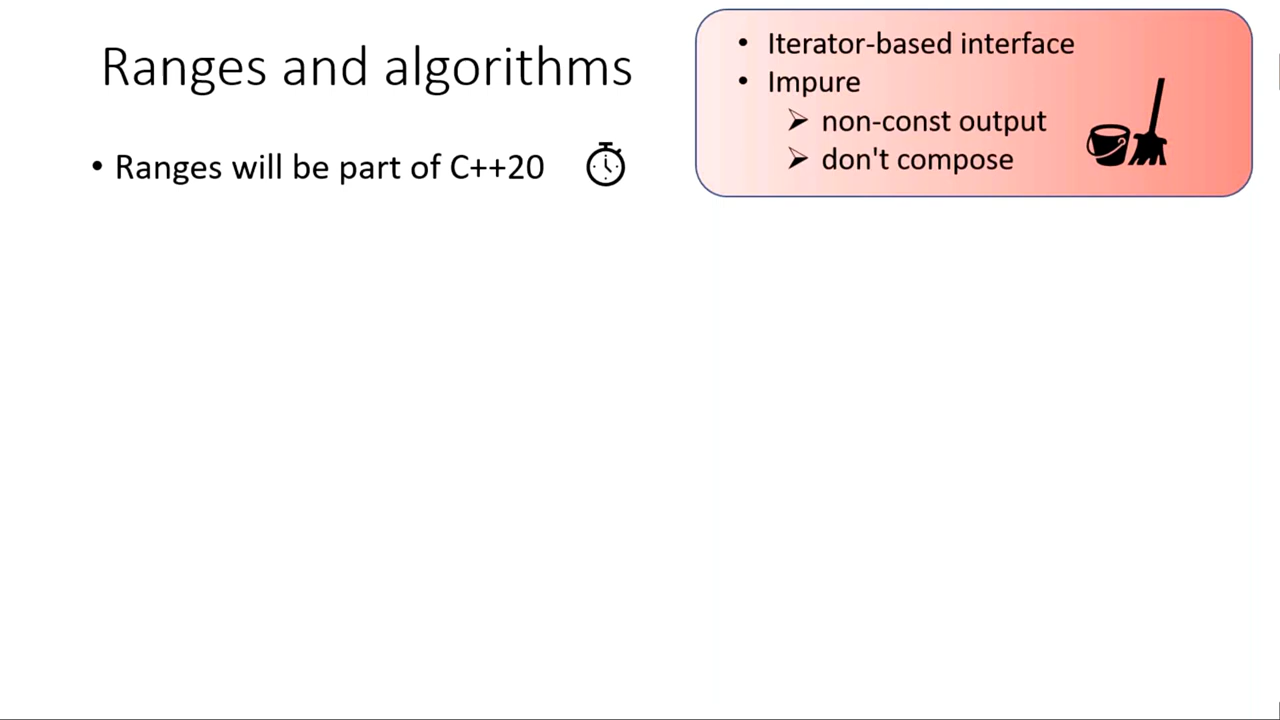 Ranges and algorithms
• Ranges will be part of C++20
• Iterator-based interface
• Impure
➢ non-const output
➢ don't compose